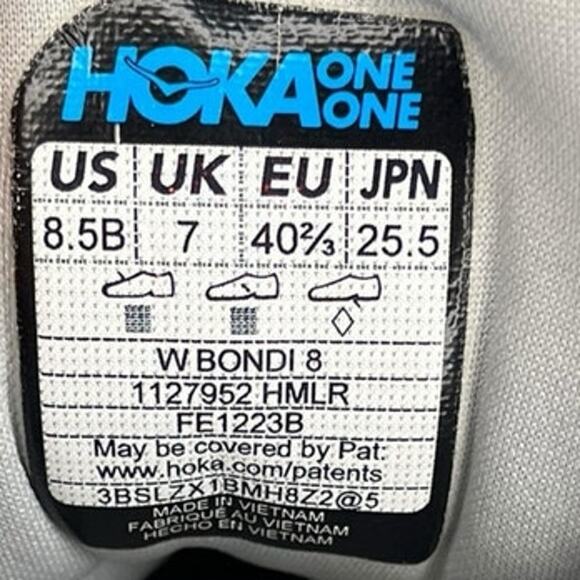 HOKA ONE ONE
US UK EU JPN
8.5B 7 40⅔ 25.5
W BONDI 8
1127952 HMLR
FE1223B
May be covered by Pat:
www.hoka.com/patents
3BSLZX1BMH8Z2@5
MADE IN VIETNAM
FABRIQUÉ AU VIETNAM
HECHO EN VIETNAM